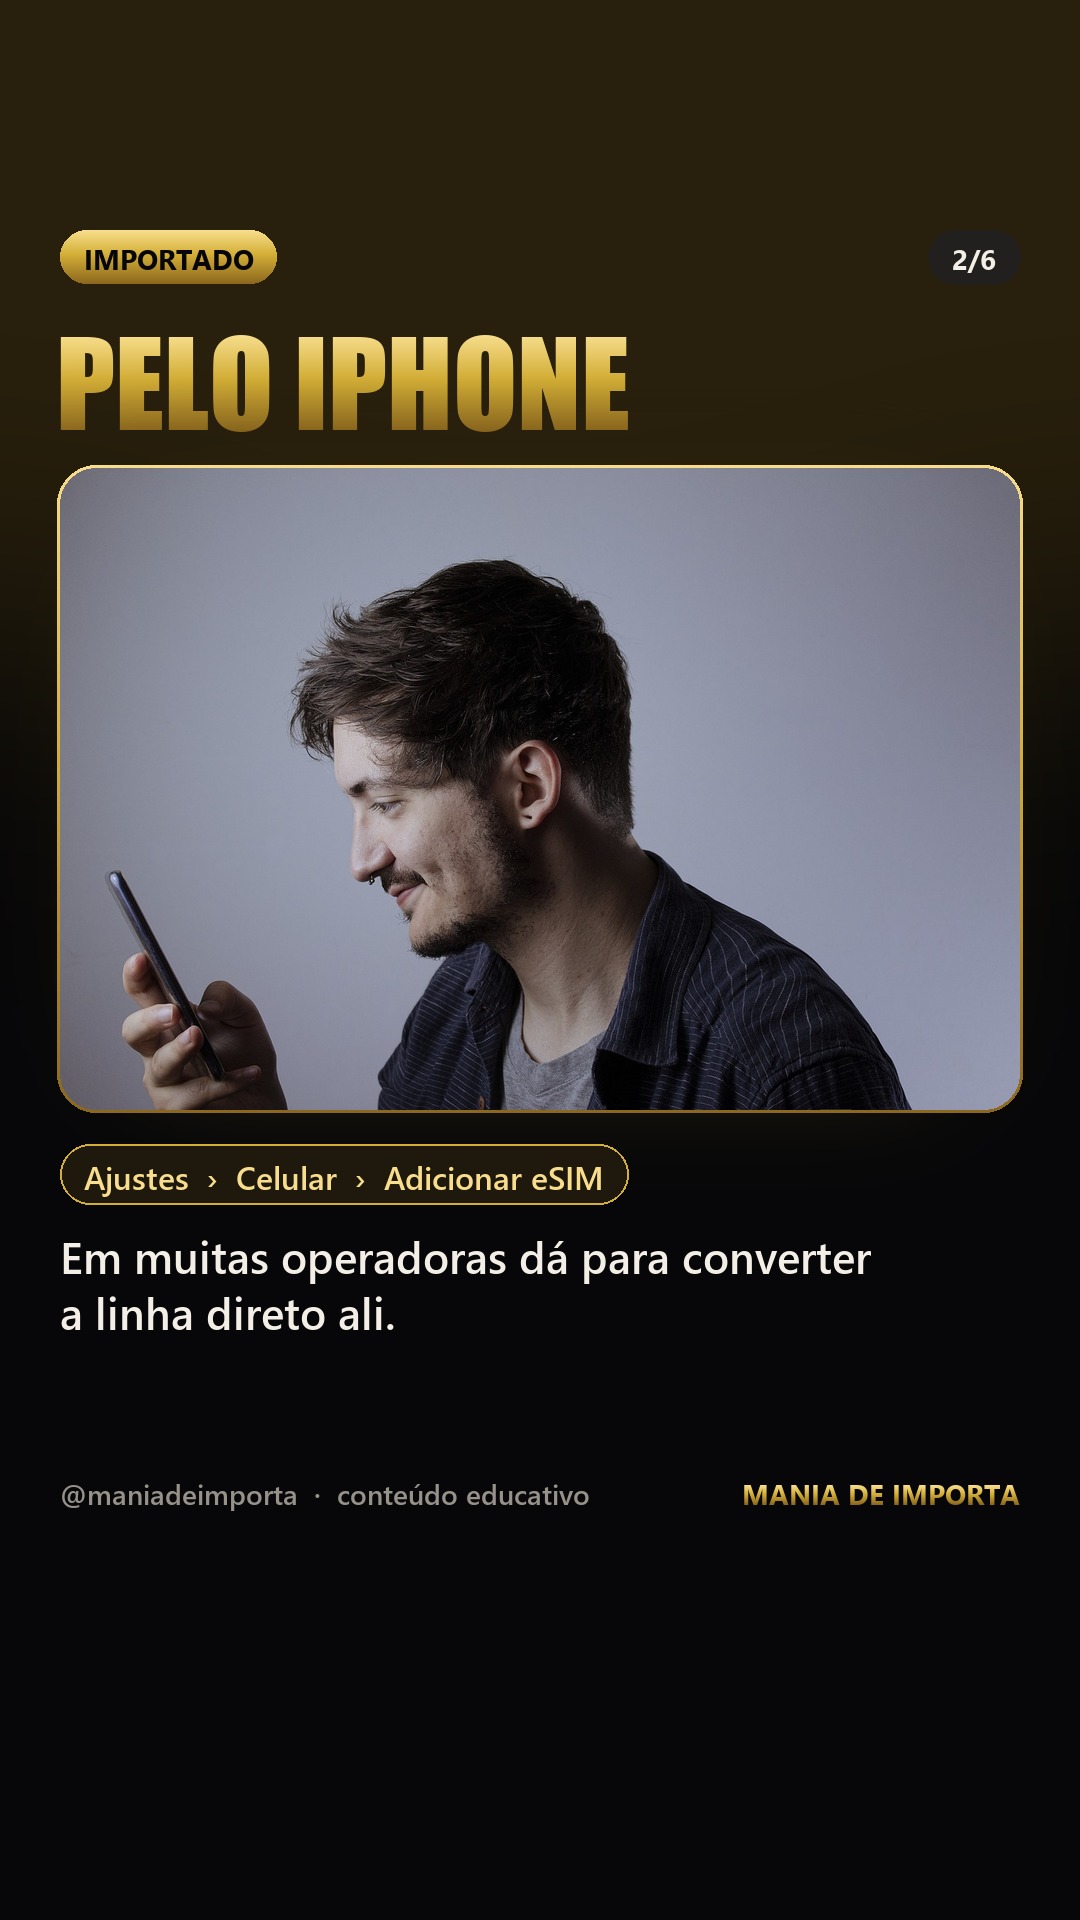 IMPORTADO
2/6
PELO IPHONE
Ajustes › Celular › Adicionar eSIM
Em muitas operadoras dá para converter
a linha direto ali.
@maniadeimporta · conteúdo educativo
MANIA DE IMPORTA